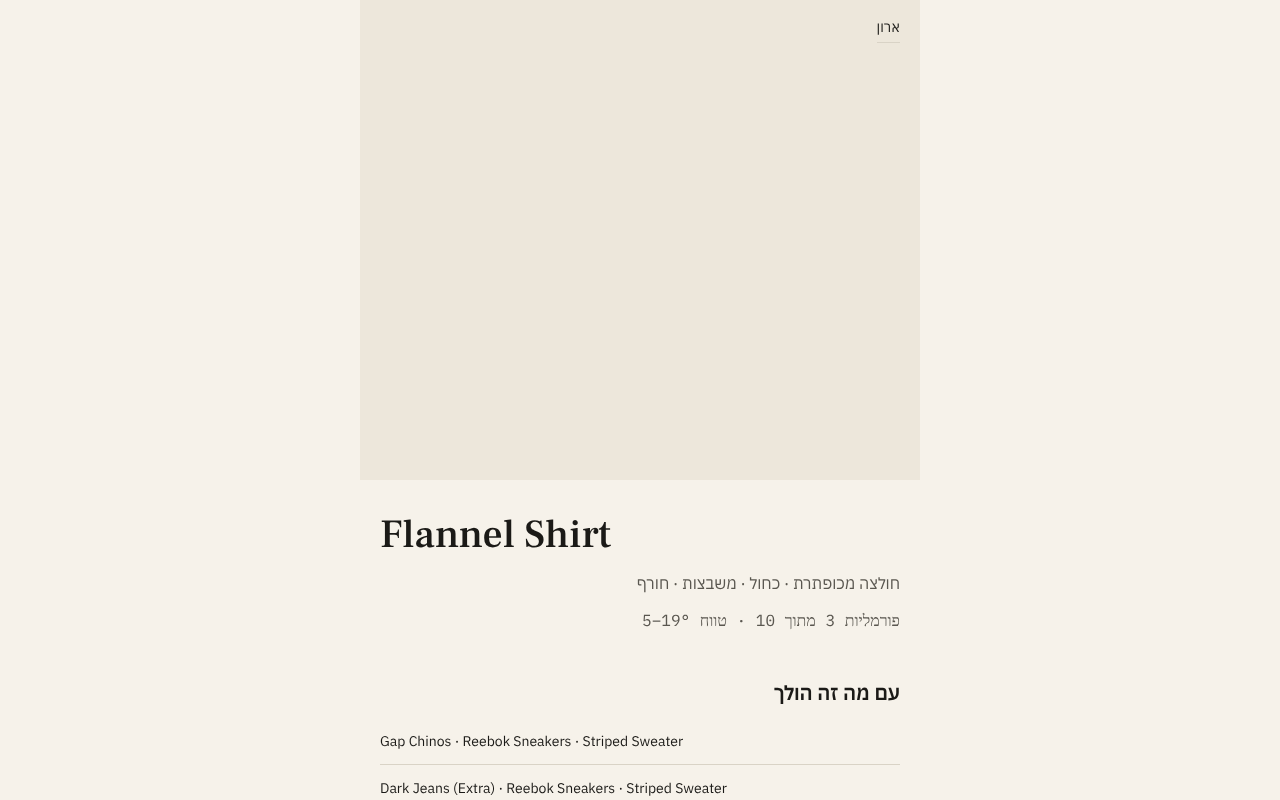 ארון
Flannel Shirt
חולצה מכופתרת · כחול · משבצות · חורף
פורמליות 3 מתוך 10 · טווח 5–19°
עם מה זה הולך
Gap Chinos · Reebok Sneakers · Striped Sweater
Dark Jeans (Extra) · Reebok Sneakers · Striped Sweater